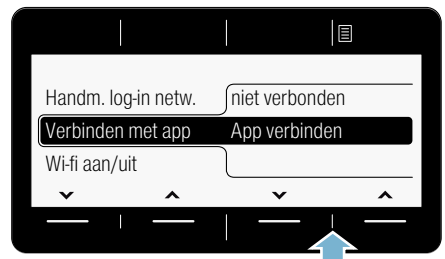 Handm. log-in netw. niet verbonden
Verbinden met app App verbinden
Wi-fi aan/uit